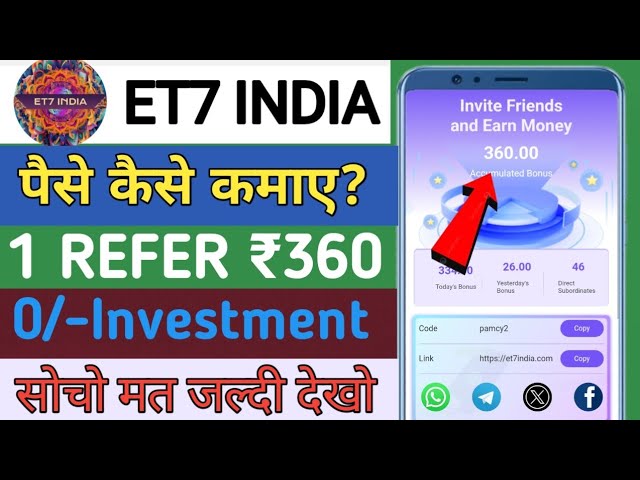 ET7 INDIA
ET7 INDIA
पैसे कैसे कमाए?
1 REFER ₹360
0/-Investment
सोचो मत जल्दी देखो
Invite Friends
and Earn Money
360.00
Accumulated Bonus
26.00
46
Today's Bonus
Yesterday's
Bonus
Direct
Subordinates
Code
pamcy2
Copy
Link
https://et7india.com
Copy